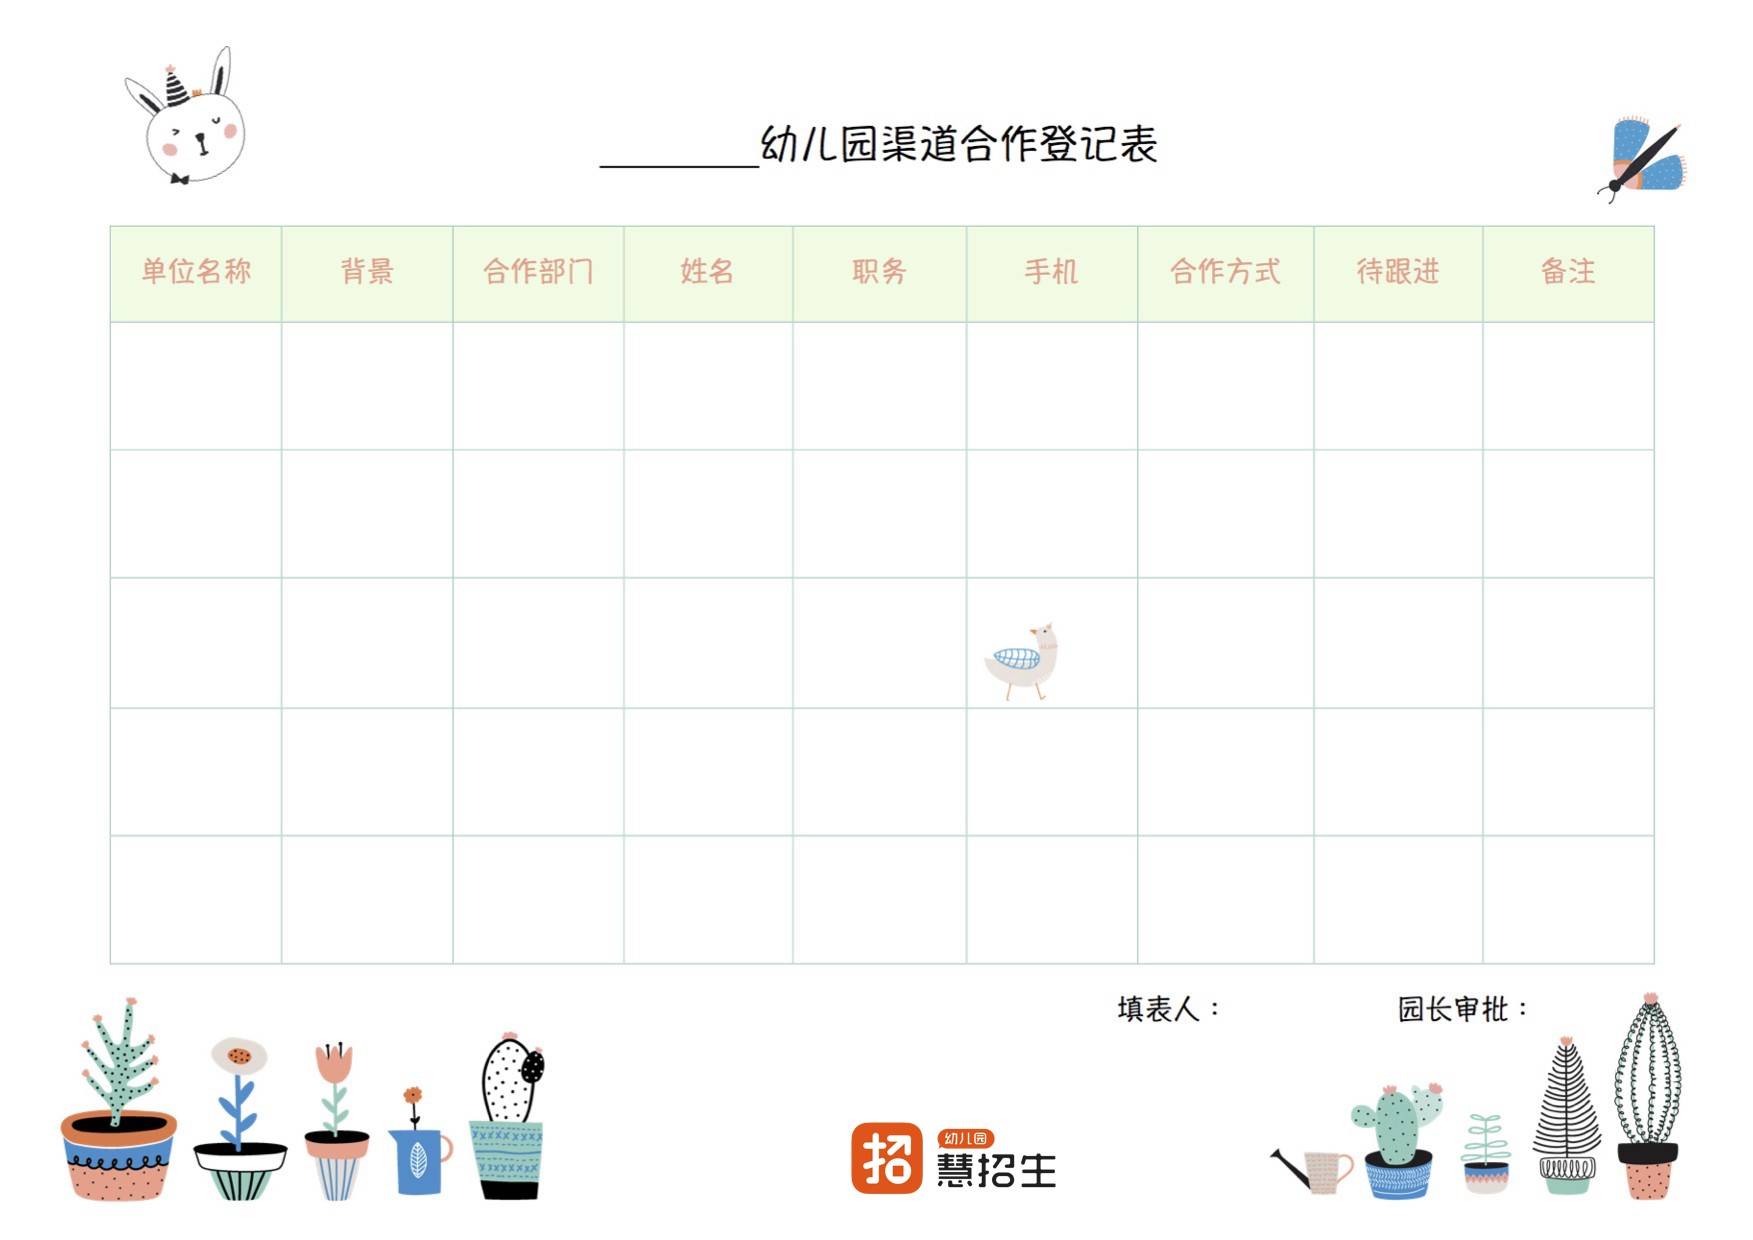 ________幼儿园渠道合作登记表
单位名称 背景 合作部门 姓名 职务 手机 合作方式 待跟进 备注
填表人： 园长审批：
招 幼儿园
慧招生